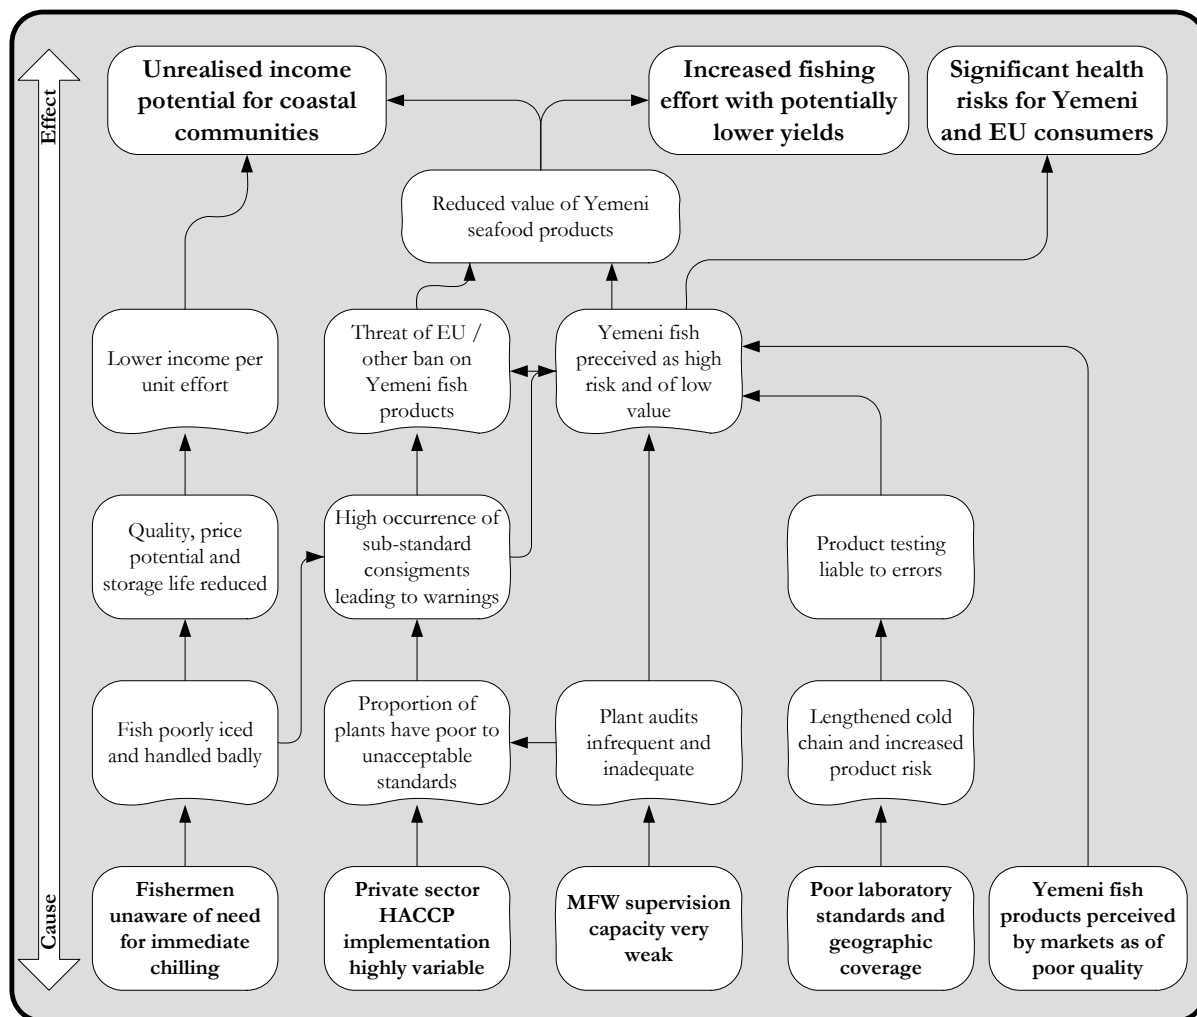 Effect
Cause
Unrealised income
potential for coastal
communities
Increased fishing
effort with potentially
lower yields
Significant health
risks for Yemeni
and EU consumers
Reduced value of Yemeni
seafood products
Lower income per
unit effort
Threat of EU /
other ban on
Yemeni fish
products
Yemeni fish
preceived as high
risk and of low
value
Quality, price
potential and
storage life reduced
High occurrence of
sub-standard
consigments
leading to warnings
Product testing
liable to errors
Fish poorly iced
and handled badly
Proportion of
plants have poor to
unacceptable
standards
Plant audits
infrequent and
inadequate
Lengthened cold
chain and increased
product risk
Fishermen
unaware of need
for immediate
chilling
Private sector
HACCP
implementation
highly variable
MFW supervision
capacity very
weak
Poor laboratory
standards and
geographic
coverage
Yemeni fish
products perceived
by markets as of
poor quality